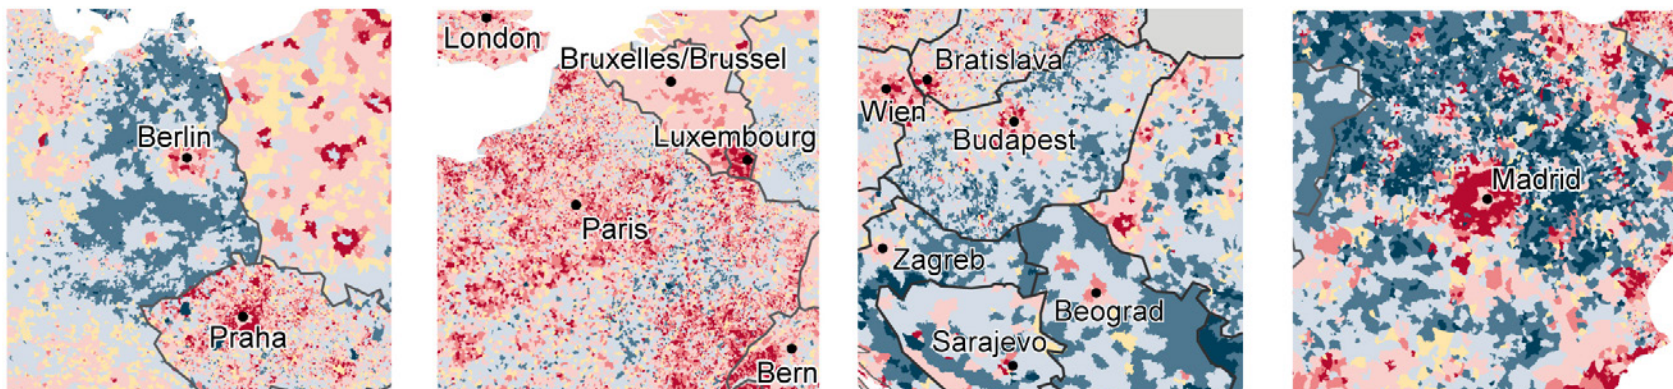 Berlin
Praha
London
Bruxelles/Brussel
Luxembourg
Paris
Bern
Bratislava
Wien
Budapest
Zagreb
Beograd
Sarajevo
Madrid